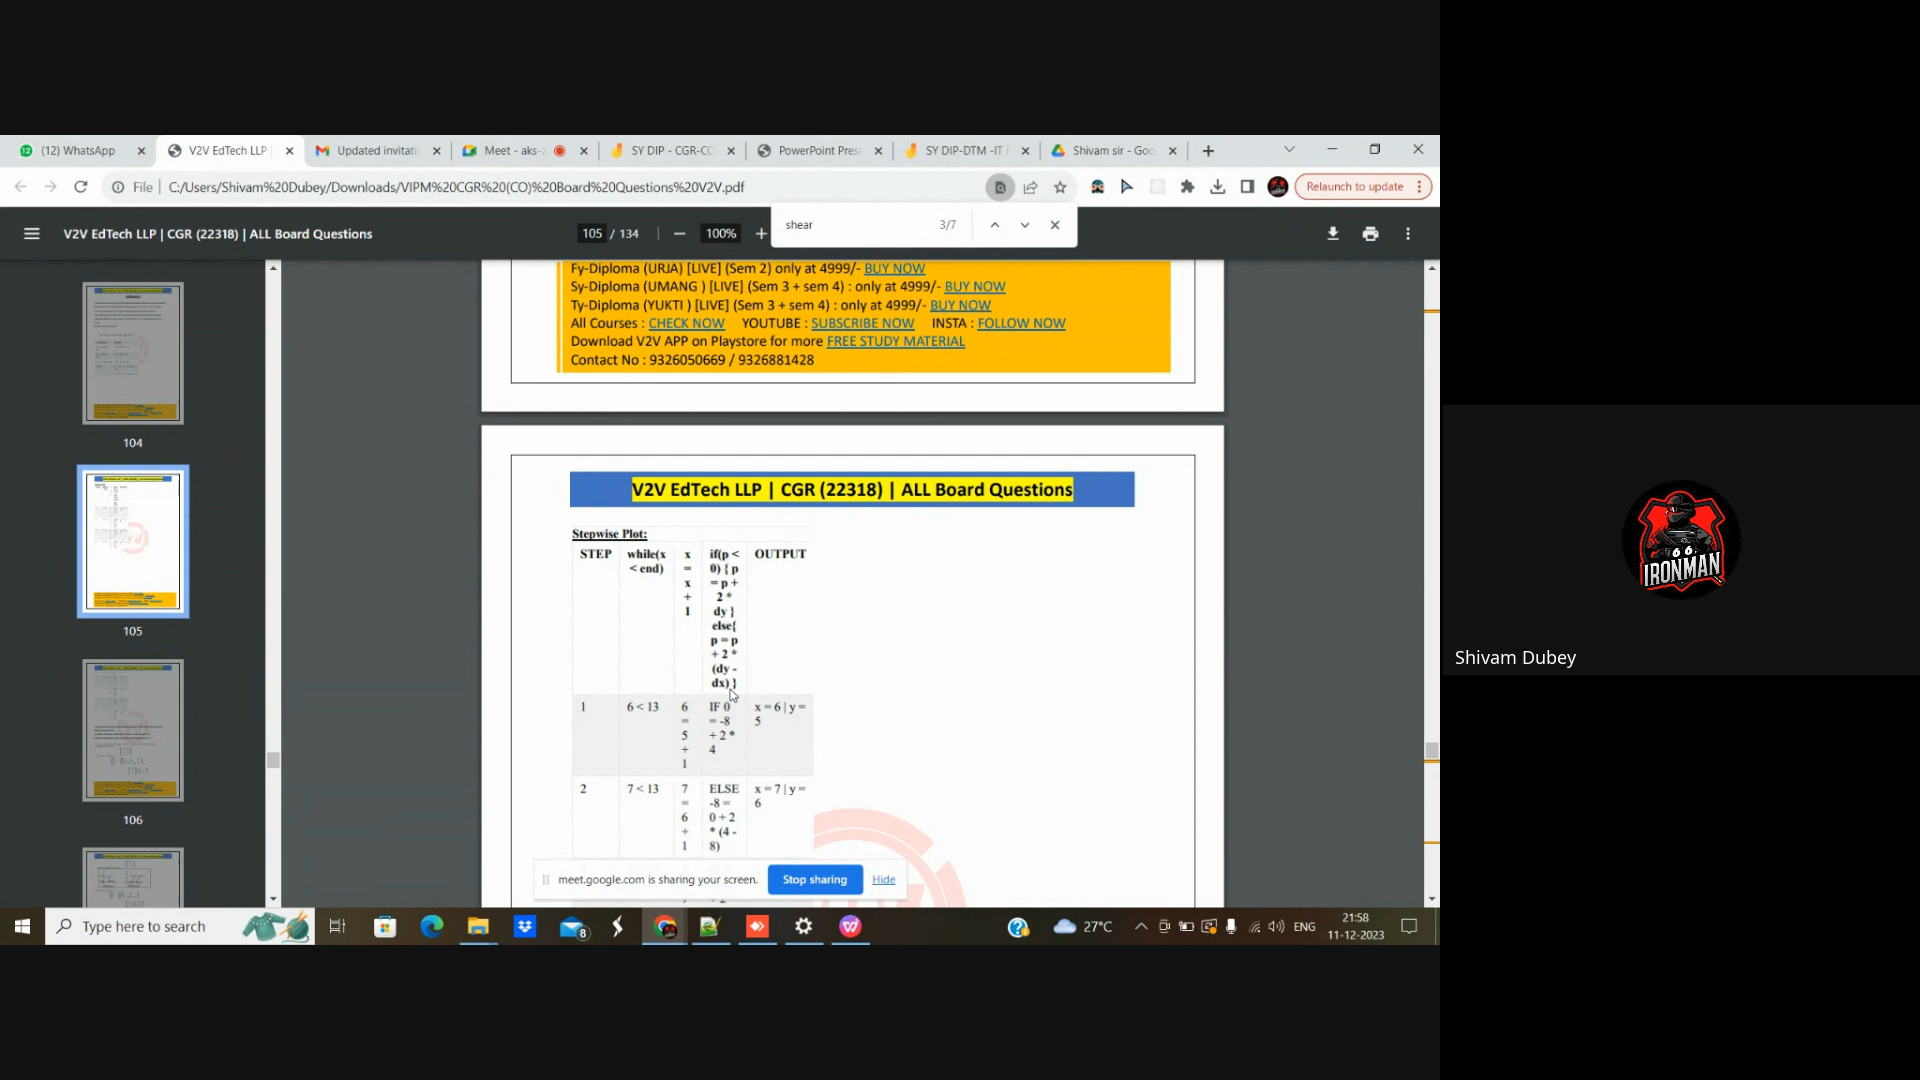 (12) WhatsApp
V2V EdTech LLP |
Updated invitati
Meet - aks-
SY DIP - CGR-CO
PowerPoint Pres
SY DIP-DTM -IT
Shivam sir - Goo
File | C:/Users/Shivam%20Dubey/Downloads/VIPM%20CGR%20(CO)%20Board%20Questions%20V2V.pdf
Relaunch to update
V2V EdTech LLP | CGR (22318) | ALL Board Questions
105 / 134
100%
shear
3/7
Fy-Diploma (URJA) [LIVE] (Sem 2) only at 4999/- BUY NOW
Sy-Diploma (UMANG ) [LIVE] (Sem 3 + sem 4) : only at 4999/- BUY NOW
Ty-Diploma (YUKTI ) [LIVE] (Sem 3 + sem 4) : only at 4999/- BUY NOW
All Courses : CHECK NOW YOUTUBE : SUBSCRIBE NOW INSTA : FOLLOW NOW
Download V2V APP on Playstore for more FREE STUDY MATERIAL
Contact No : 9326050669 / 9326881428
104
105
106
V2V EdTech LLP | CGR (22318) | ALL Board Questions
Stepwise Plot:
STEP while(x x if(p < OUTPUT
< end) = 0) { p
x = p +
+ 2 *
1 dy }
else{
p = p
+ 2 *
(dy -
dx) }
1 6 < 13 6 IF 0 x = 6 | y =
= = -8 5
5 + 2 *
+ 4
1
2 7 < 13 7 ELSE x = 7 | y =
= -8 = 6
6 0 + 2
+ * (4 -
1 8)
meet.google.com is sharing your screen.
Stop sharing
Hide
Type here to search
8
27°C
ENG
21:58
11-12-2023
66
IRONMAN
Shivam Dubey